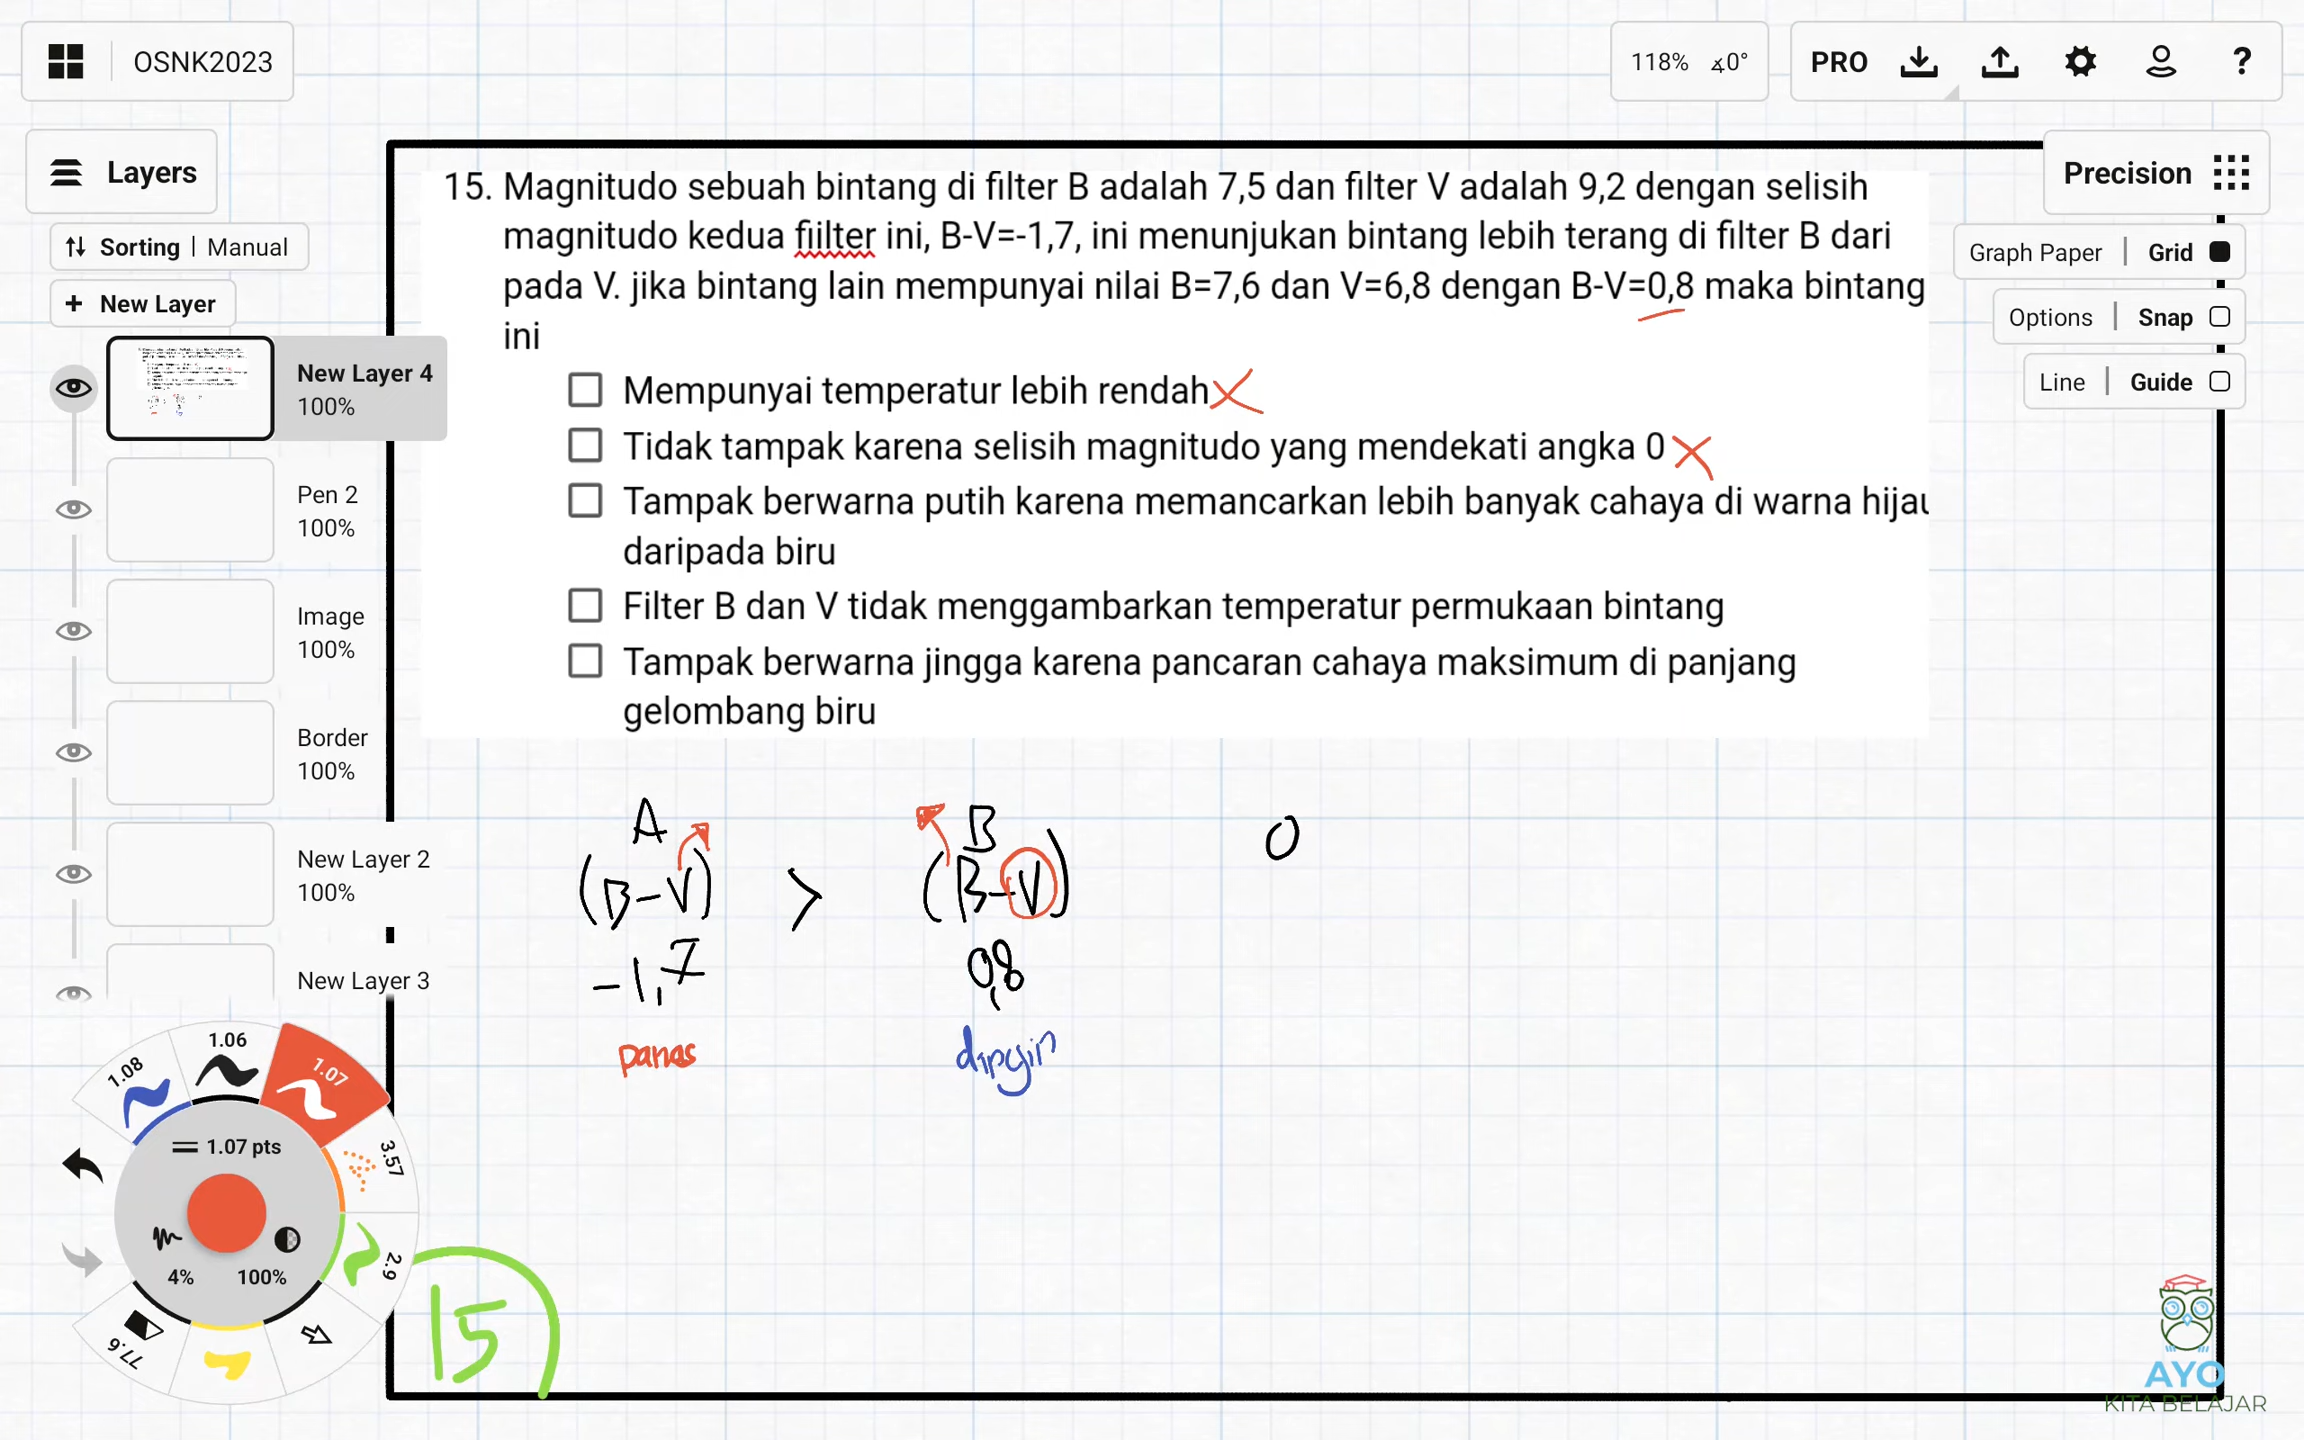 OSNK2023
118% ∡0°
PRO
?
Layers
Precision
Sorting | Manual
+ New Layer
New Layer 4
100%
Pen 2
100%
Image
100%
Border
100%
New Layer 2
100%
New Layer 3
Graph Paper | Grid
Options | Snap
Line | Guide
15. Magnitudo sebuah bintang di filter B adalah 7,5 dan filter V adalah 9,2 dengan selisih
magnitudo kedua fiilter ini, B-V=-1,7, ini menunjukan bintang lebih terang di filter B dari
pada V. jika bintang lain mempunyai nilai B=7,6 dan V=6,8 dengan B-V=0,8 maka bintang
ini
Mempunyai temperatur lebih rendah
Tidak tampak karena selisih magnitudo yang mendekati angka 0
Tampak berwarna putih karena memancarkan lebih banyak cahaya di warna hijau
daripada biru
Filter B dan V tidak menggambarkan temperatur permukaan bintang
Tampak berwarna jingga karena pancaran cahaya maksimum di panjang
gelombang biru
A B 0
(B-V) > (B-V)
-1,7 0,8
panas dingin
1.08
1.06
1.07
3.57
2.9
77.6
1.07 pts
4% 100%
15
AYO
KITA BELAJAR